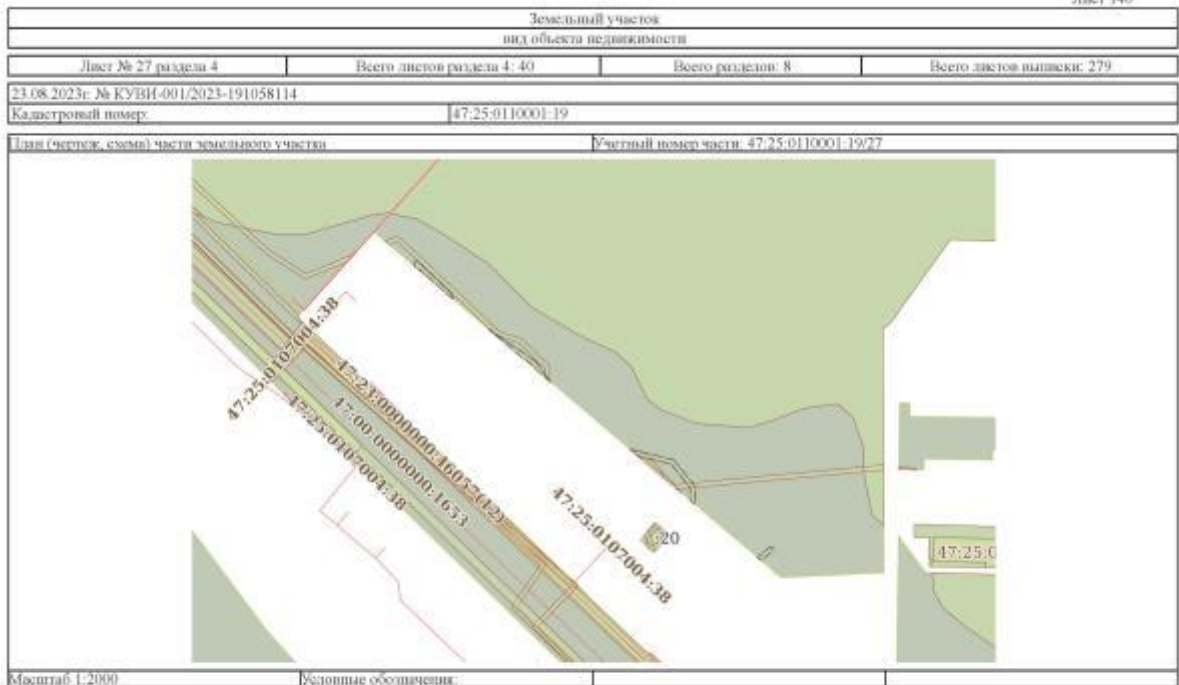 Лист 140
Земельный участок
вид объекта недвижимости
Лист № 27 раздела 4 Всего листов раздела 4: 40 Всего разделов: 8 Всего листов выписки: 279
23.08.2023г. № КУВИ-001/2023-191058114
Кадастровый номер: 47:25:0110001:19
План (чертеж, схема) части земельного участка Учетный номер части: 47:25:0110001:19/27
47:25:0107004:38
47:23:0000000:46057(12)
47:00:0000000:1653
47:25:0107004:38
47:25:0107004:38
:20
47:25:0
Масштаб 1:2000 Условные обозначения: